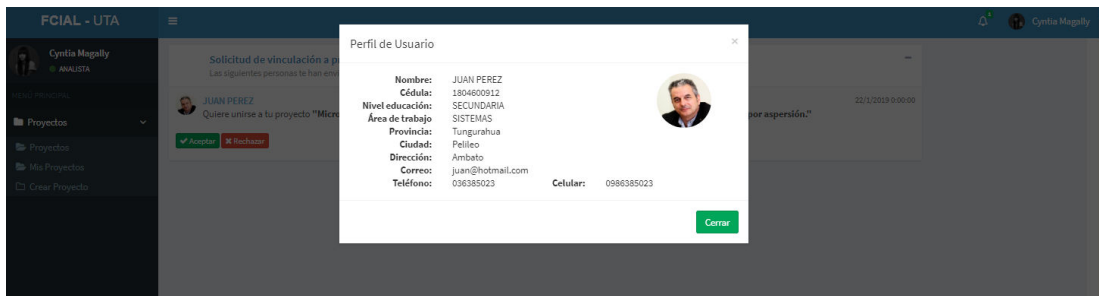 FCIAL - UTA
Cyntia Magally
Cyntia Magally
ANALISTA
MENÚ PRINCIPAL
Proyectos
Proyectos
Mis Proyectos
Crear Proyecto
Solicitud de vinculación a
Las siguientes personas te han
JUAN PEREZ
22/1/2019 0:00:00
Quiere unirse a tu proyecto "Micro
por aspersión."
Aceptar Rechazar
Perfil de Usuario ×
Nombre: JUAN PEREZ
Cédula: 1804600912
Nivel educación: SECUNDARIA
Área de trabajo SISTEMAS
Provincia: Tungurahua
Ciudad: Pelileo
Dirección: Ambato
Correo: juan@hotmail.com
Teléfono: 036385023 Celular: 0986385023
Cerrar